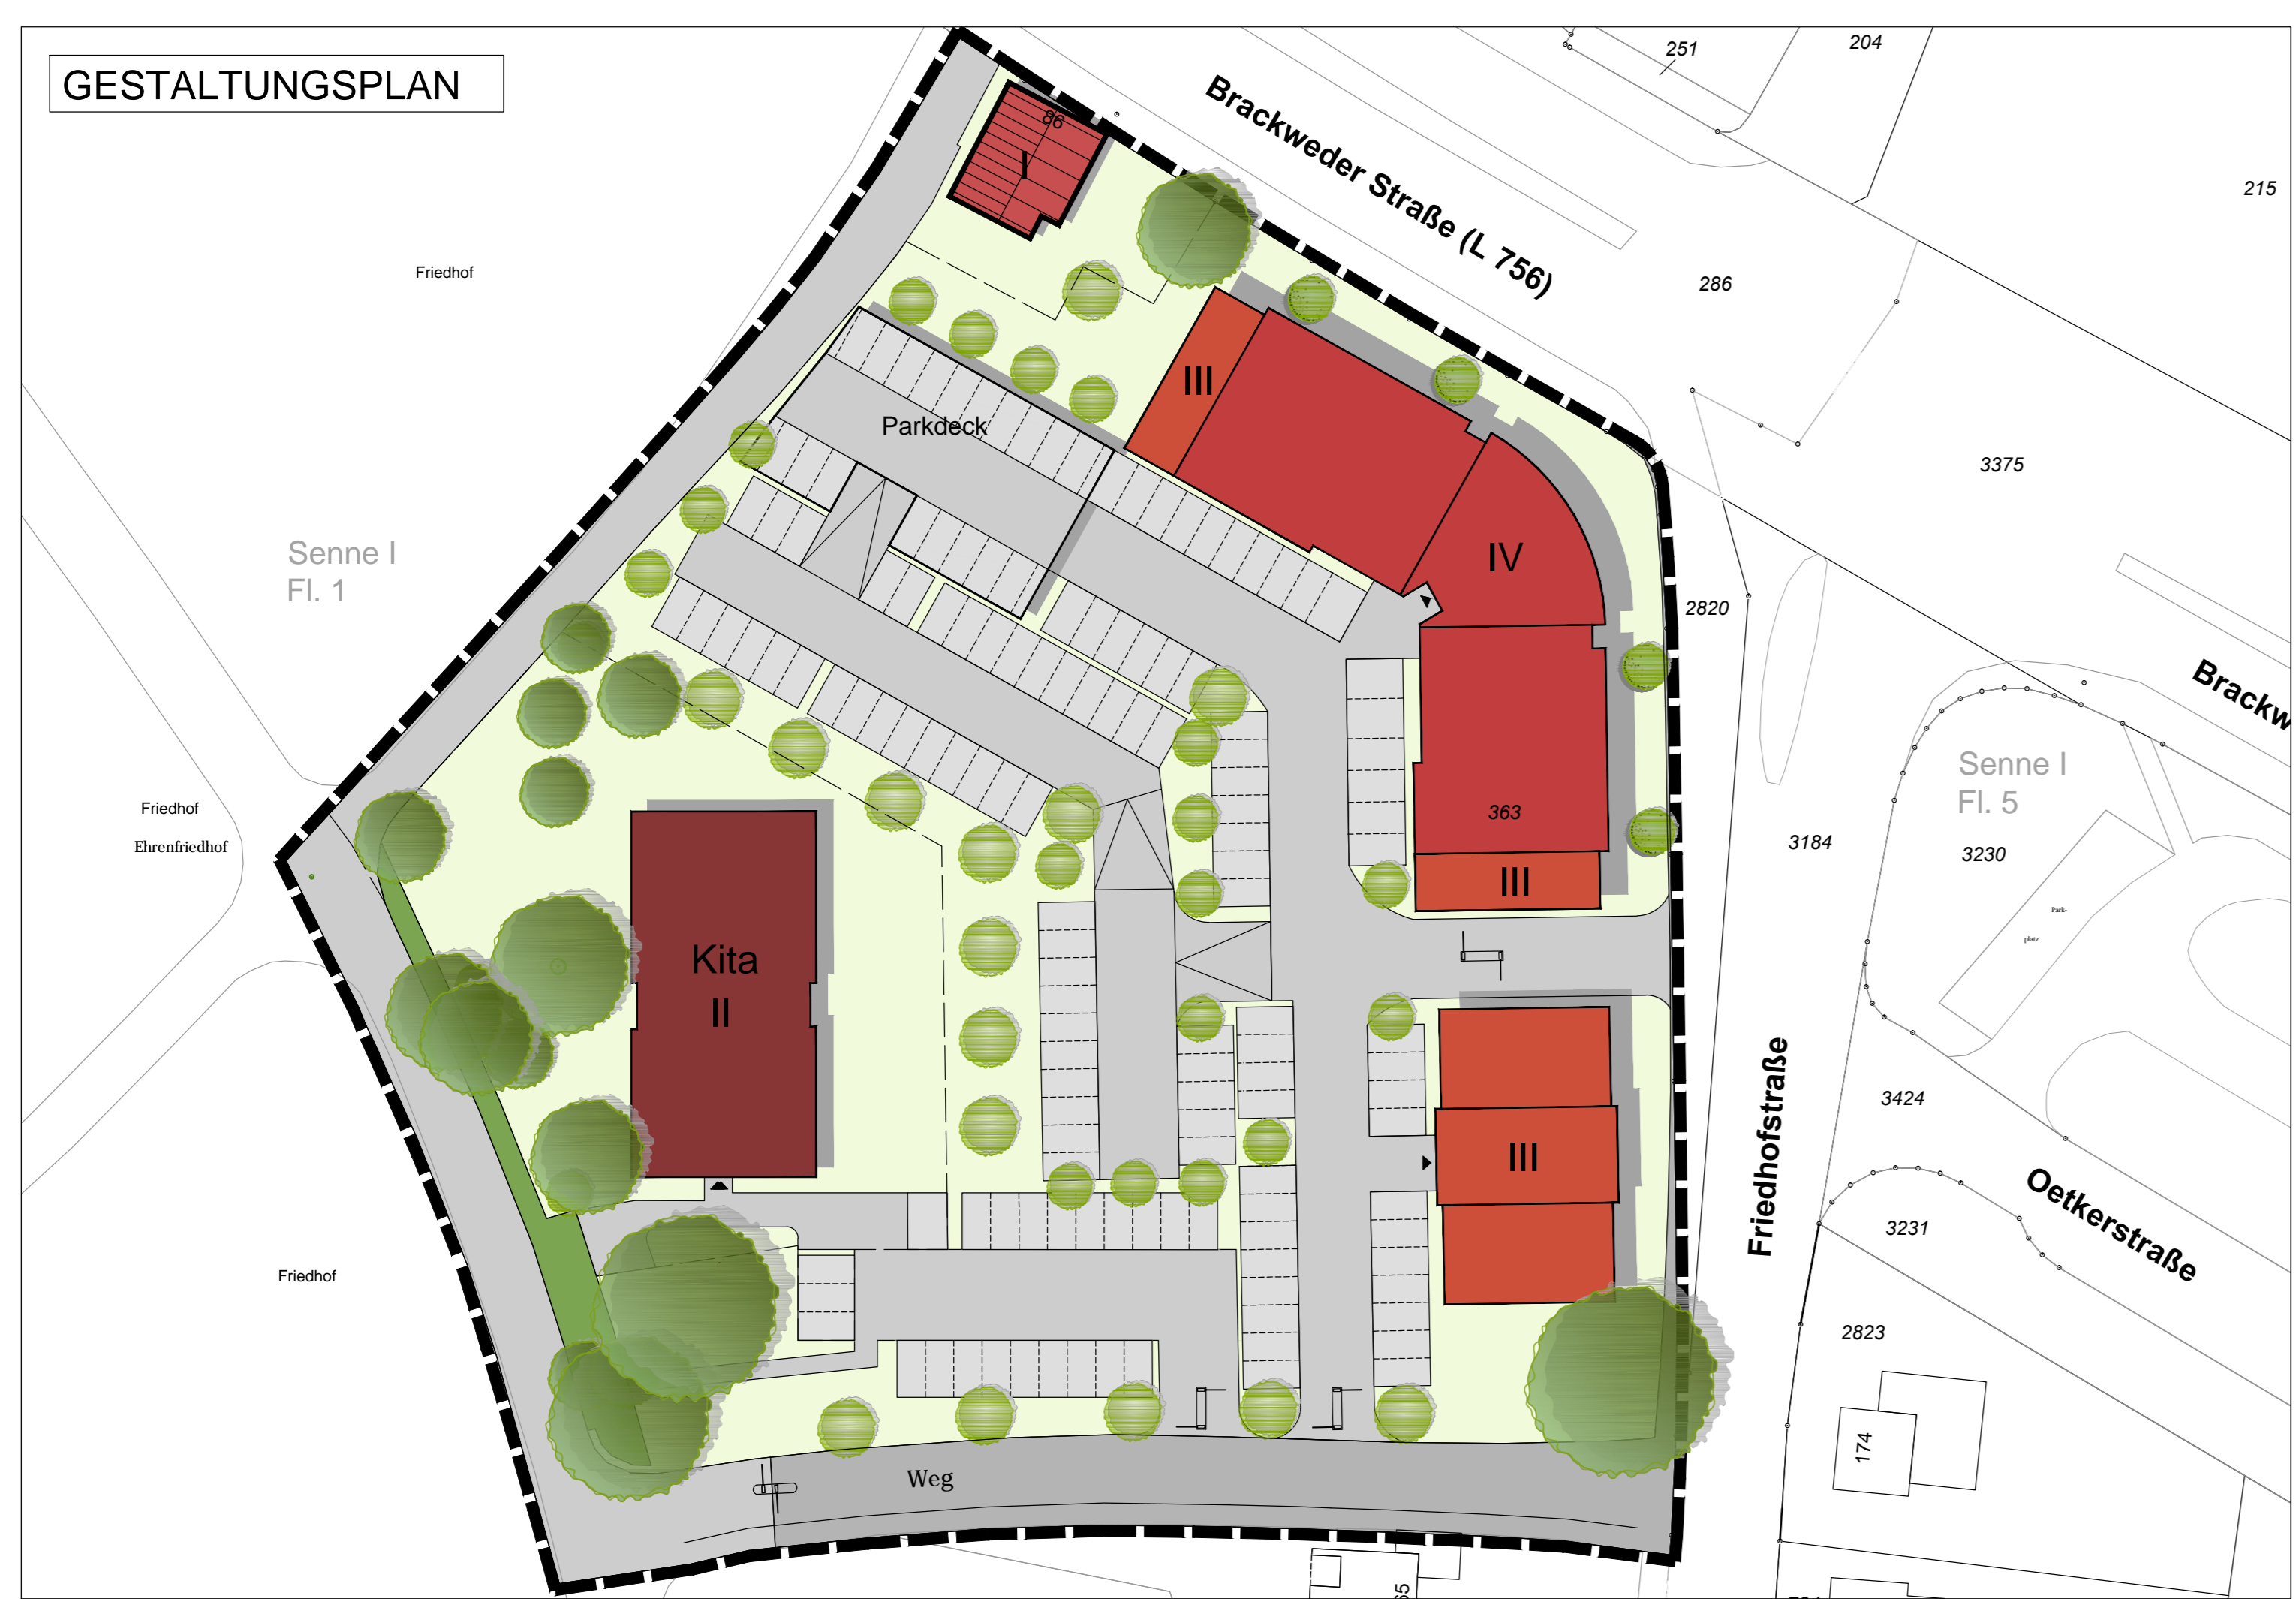 GESTALTUNGSPLAN
251
204
86
Brackweder Straße (L 756)
215
I
Friedhof
286
III
Parkdeck
3375
Senne I
Fl. 1
IV
2820
Brackw
Senne I
Fl. 5
363
Friedhof
3184
Ehrenfriedhof
3230
III
Park-
platz
Kita
II
Friedhofstraße
3424
III
Oetkerstraße
3231
Friedhof
2823
174
Weg